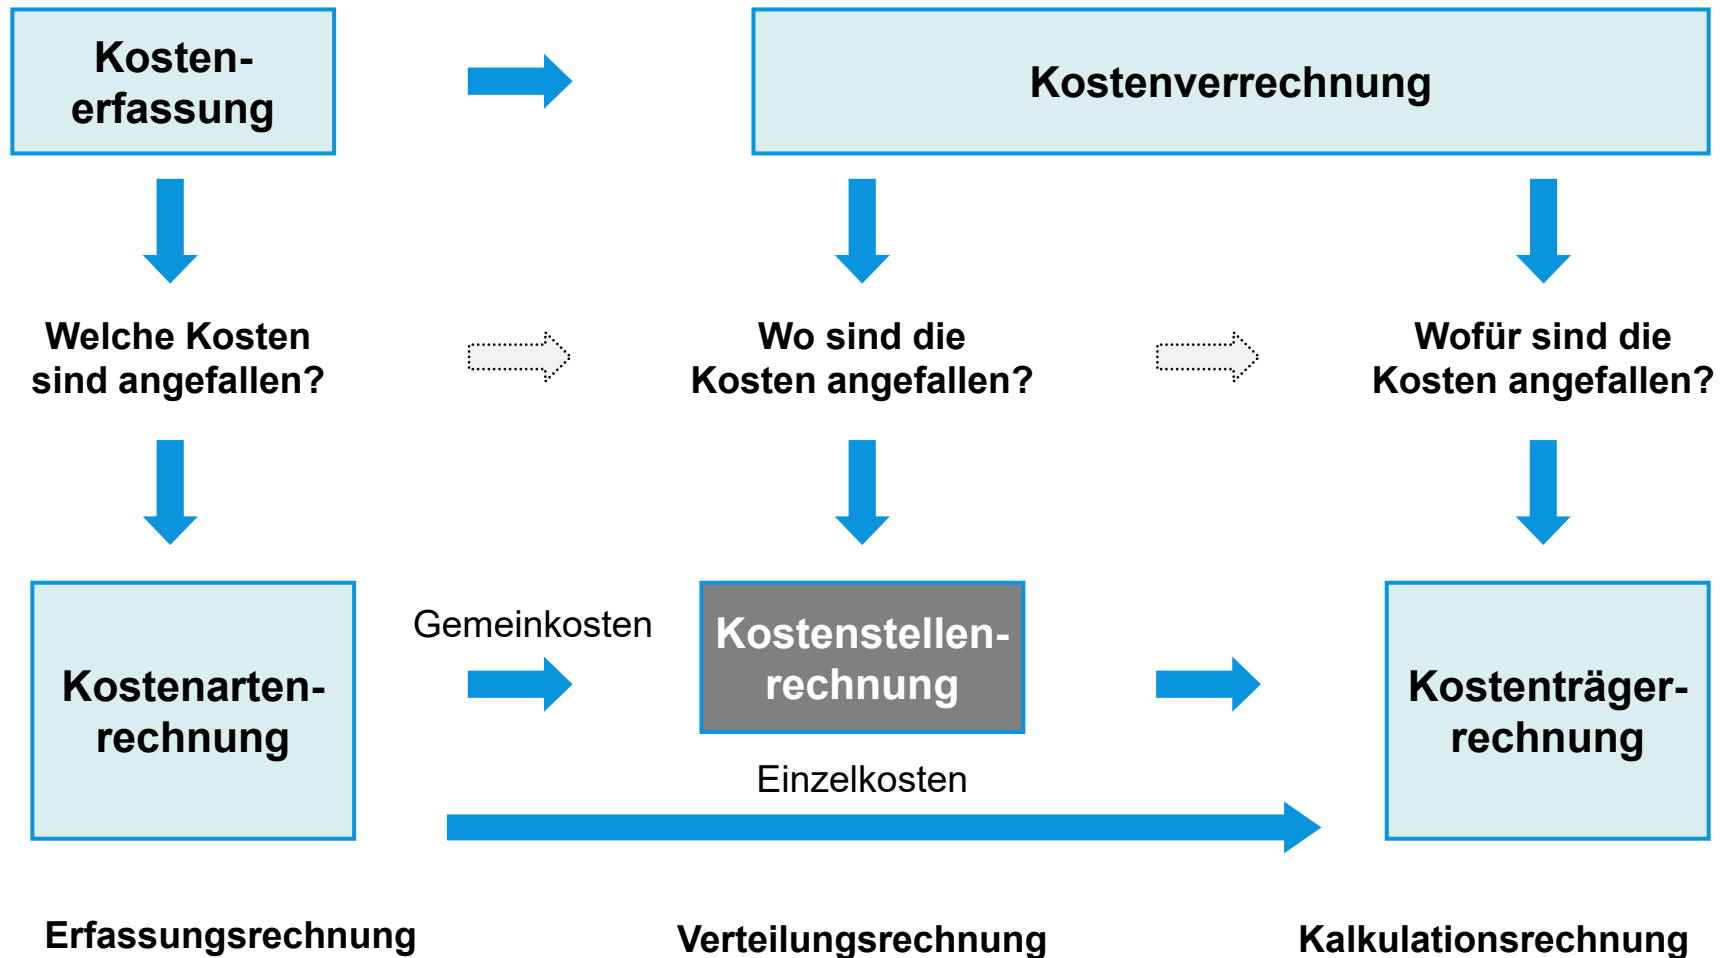 Kosten-
erfassung
Kostenverrechnung
Welche Kosten
sind angefallen?
Wo sind die
Kosten angefallen?
Wofür sind die
Kosten angefallen?
Kostenarten-
rechnung
Gemeinkosten
Kostenstellen-
rechnung
Einzelkosten
Kostenträger-
rechnung
Erfassungsrechnung
Verteilungsrechnung
Kalkulationsrechnung